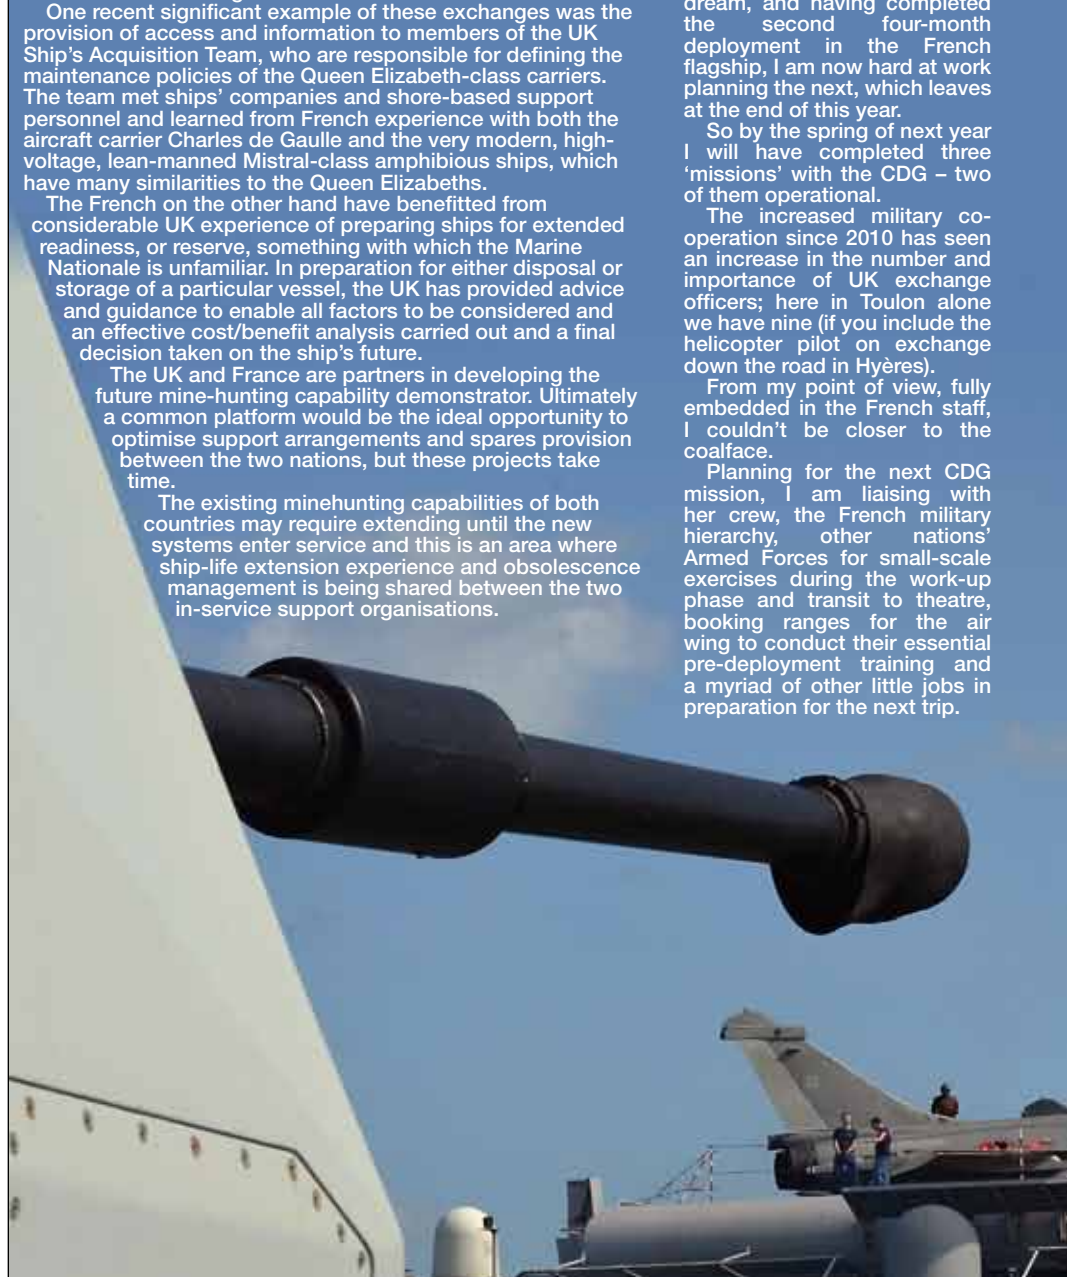 One recent significant example of these exchanges was the
provision of access and information to members of the UK
Ship's Acquisition Team, who are responsible for defining the
maintenance policies of the Queen Elizabeth-class carriers.
The team met ships' companies and shore-based support
personnel and learned from French experience with both the
aircraft carrier Charles de Gaulle and the very modern, high-
voltage, lean-manned Mistral-class amphibious ships, which
have many similarities to the Queen Elizabeths.
The French on the other hand have benefitted from
considerable UK experience of preparing ships for extended
readiness, or reserve, something with which the Marine
Nationale is unfamiliar. In preparation for either disposal or
storage of a particular vessel, the UK has provided advice
and guidance to enable all factors to be considered and
an effective cost/benefit analysis carried out and a final
decision taken on the ship's future.
The UK and France are partners in developing the
future mine-hunting capability demonstrator. Ultimately
a common platform would be the ideal opportunity to
optimise support arrangements and spares provision
between the two nations, but these projects take
time.
The existing minehunting capabilities of both
countries may require extending until the new
systems enter service and this is an area where
ship-life extension experience and obsolescence
management is being shared between the two
in-service support organisations.
dream, and having completed
the second four-month
deployment in the French
flagship, I am now hard at work
planning the next, which leaves
at the end of this year.
So by the spring of next year
I will have completed three
'missions' with the CDG – two
of them operational.
The increased military co-
operation since 2010 has seen
an increase in the number and
importance of UK exchange
officers; here in Toulon alone
we have nine (if you include the
helicopter pilot on exchange
down the road in Hyères).
From my point of view, fully
embedded in the French staff,
I couldn't be closer to the
coalface.
Planning for the next CDG
mission, I am liaising with
her crew, the French military
hierarchy, other nations'
Armed Forces for small-scale
exercises during the work-up
phase and transit to theatre,
booking ranges for the air
wing to conduct their essential
pre-deployment training and
a myriad of other little jobs in
preparation for the next trip.